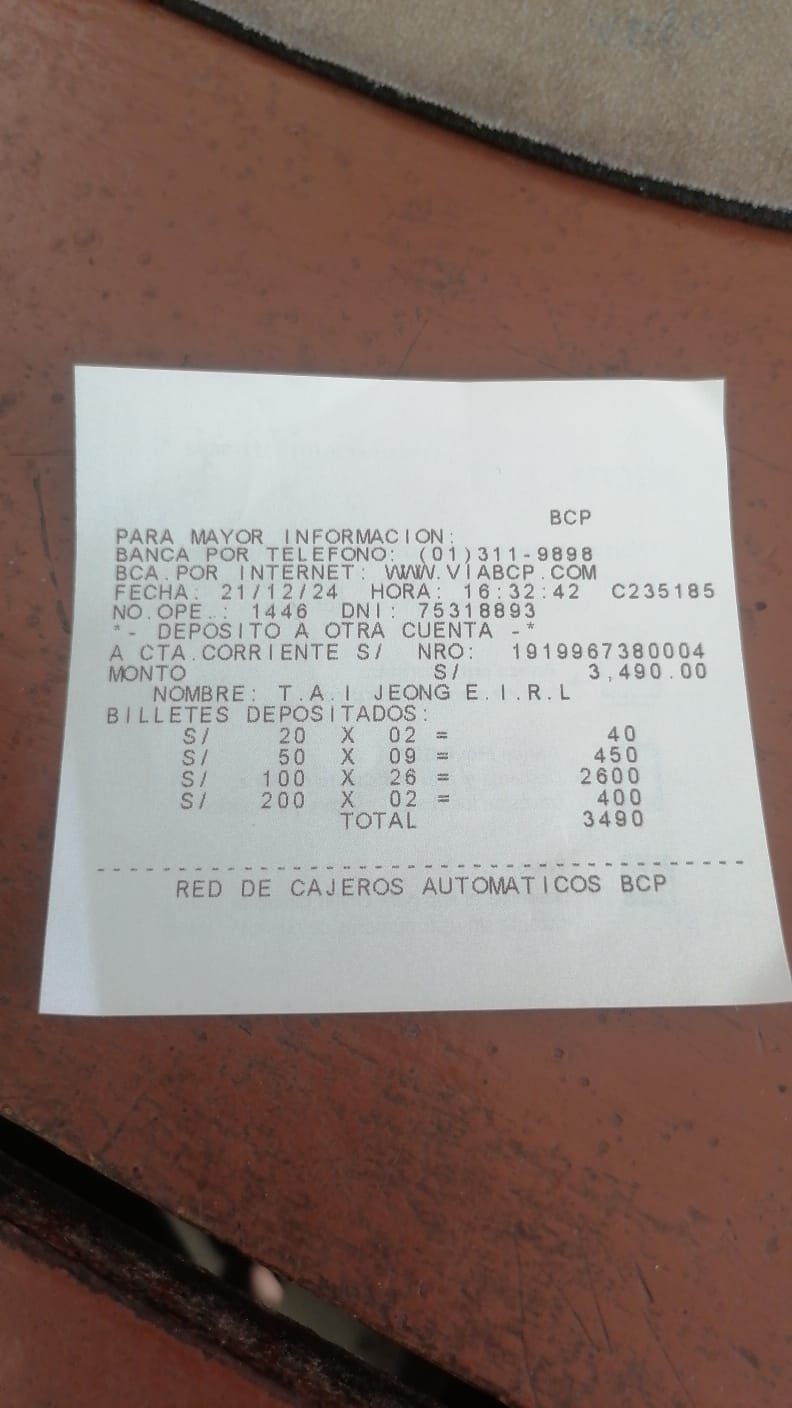 BCP
PARA MAYOR INFORMACION:
BANCA POR TELEFONO: (01)311-9898
BCA.POR INTERNET: WWW.VIABCP.COM
FECHA: 21/12/24 HORA: 16:32:42 C235185
NO.OPE.: 1446 DNI: 75318893
*- DEPOSITO A OTRA CUENTA -*
A CTA.CORRIENTE S/ NRO: 1919967380004
MONTO S/ 3,490.00
NOMBRE: T.A.I JEONG E.I.R.L
BILLETES DEPOSITADOS:
S/ 20 X 02 = 40
S/ 50 X 09 = 450
S/ 100 X 26 = 2600
S/ 200 X 02 = 400
TOTAL 3490
RED DE CAJEROS AUTOMATICOS BCP